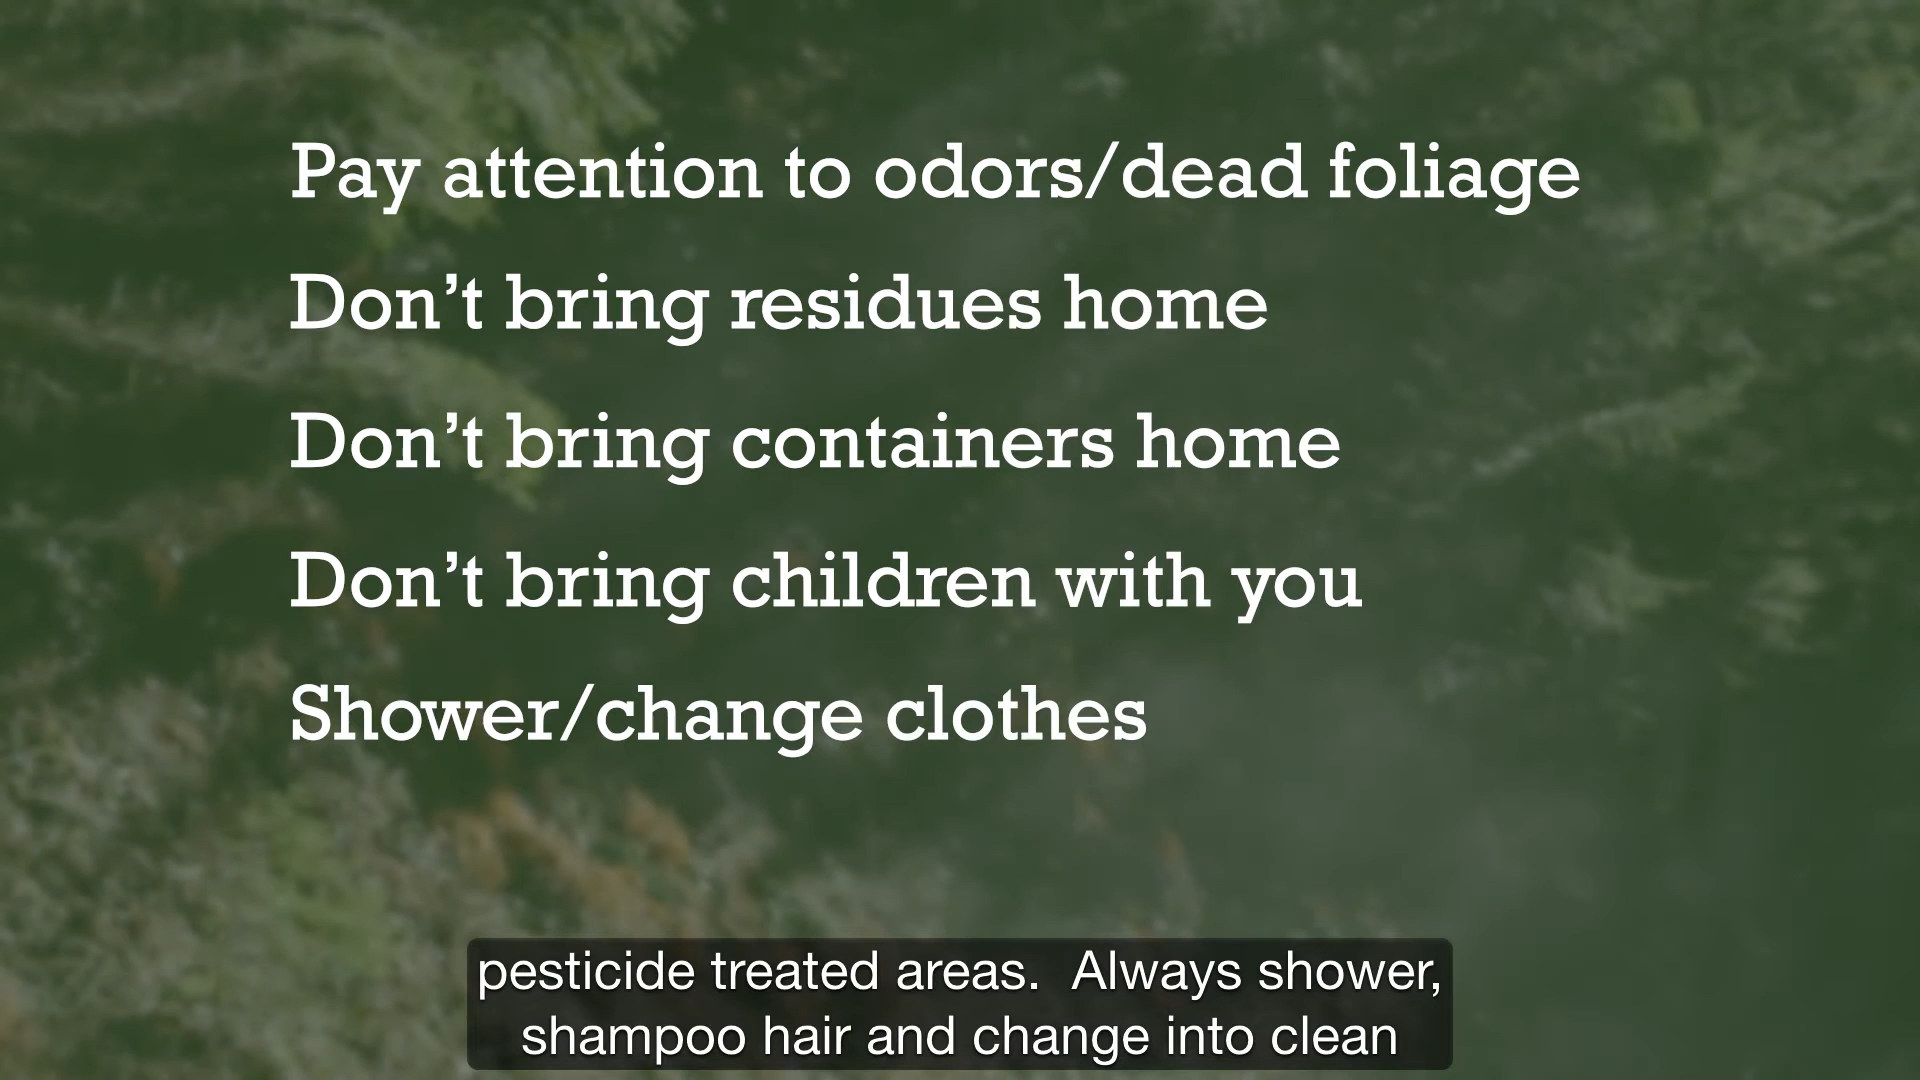 Pay attention to odors/dead foliage
Don’t bring residues home
Don’t bring containers home
Don’t bring children with you
Shower/change clothes
pesticide treated areas.  Always shower,
shampoo hair and change into clean